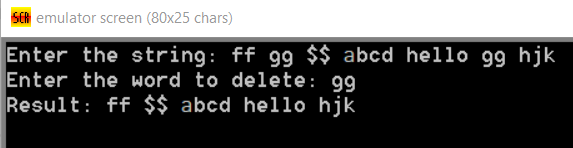 SCR emulator screen (80x25 chars)
Enter the string: ff gg $$ abcd hello gg hjk
Enter the word to delete: gg
Result: ff $$ abcd hello hjk